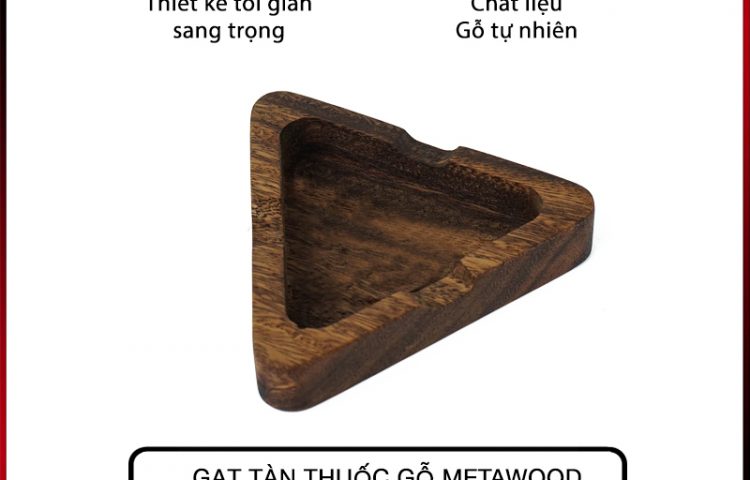 Thiết kế tối giản
Chất liệu
sang trọng
Gỗ tự nhiên
GẠT TÀN THUỐC GỖ METAWOOD